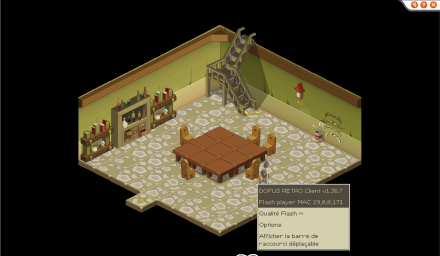 DOFUS RETRO Client v1.36.7
Flash player MAC 29,0,0,171
Qualité Flash >>
Options
Afficher la barre de
raccourci déplaçable